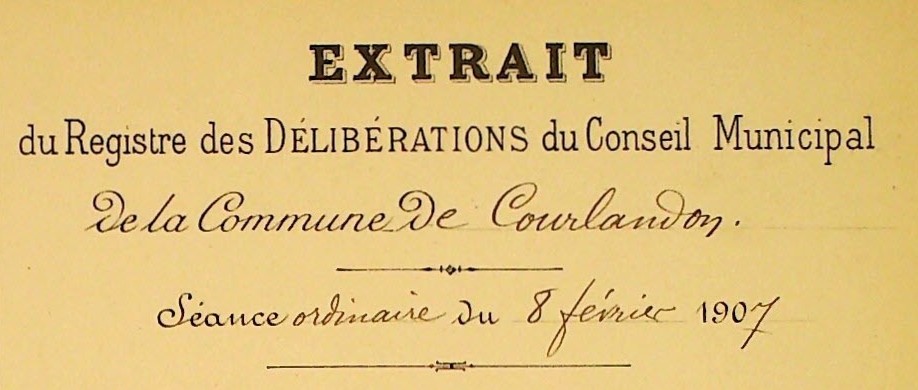 EXTRAIT
du Registre des DÉLIBÉRATIONS du Conseil Municipal
de la Commune de Courlandon.
Séance ordinaire du 8 février 1907